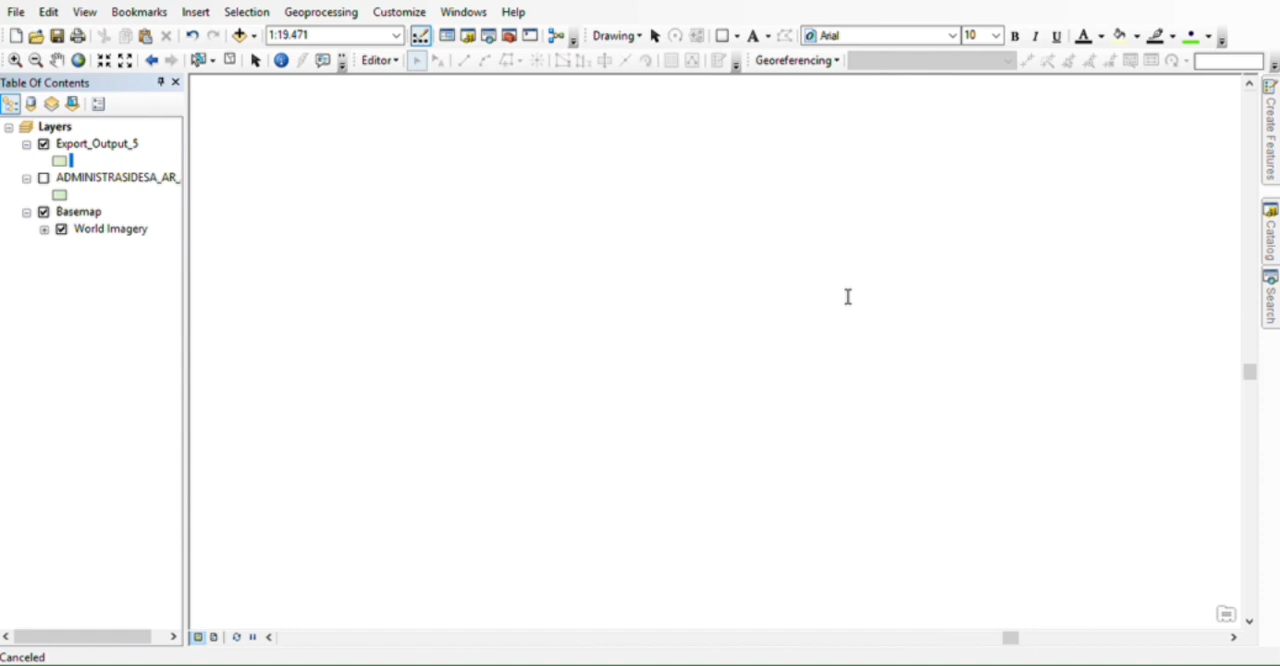 File Edit View Bookmarks Insert Selection Geoprocessing Customize Windows Help
1:19.471 Drawing Arial 10 B I U A
Editor Georeferencing
Table Of Contents
Layers
Export_Output_5
ADMINISTRASIDESA_AR_
Basemap
World Imagery
Create Features
Catalog
Search
Canceled